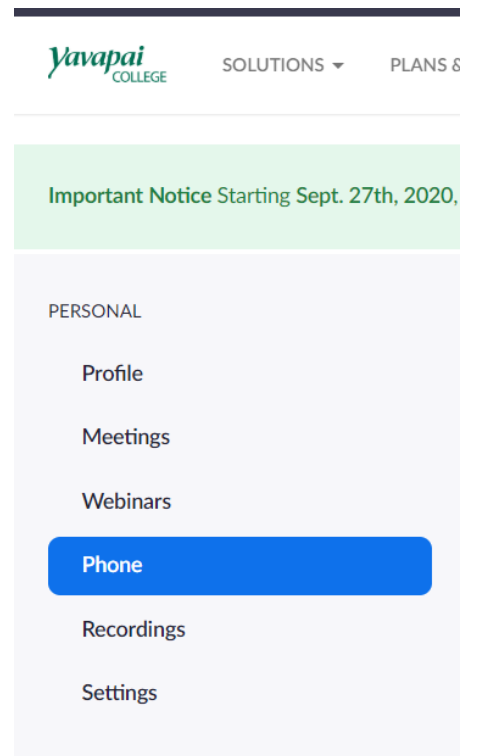 Yavapai
COLLEGE
SOLUTIONS
PLANS &
Important Notice Starting Sept. 27th, 2020,
PERSONAL
Profile
Meetings
Webinars
Phone
Recordings
Settings